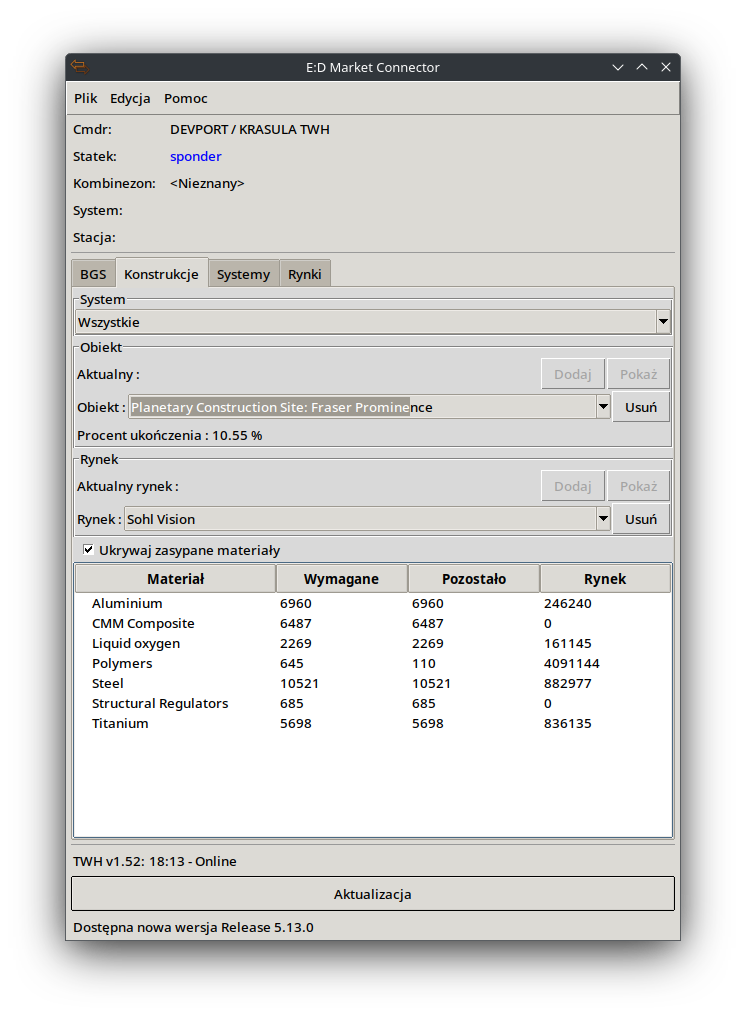 E:D Market Connector
Plik Edycja Pomoc
Cmdr: DEVPORT / KRASULA TWH
Statek: sponder
Kombinezon: <Nieznany>
System:
Stacja:
BGS Konstrukcje Systemy Rynki
System
Wszystkie
Obiekt
Aktualny : Dodaj Pokaż
Obiekt : Planetary Construction Site: Fraser Prominence Usuń
Procent ukończenia : 10.55 %
Rynek
Aktualny rynek : Dodaj Pokaż
Rynek : Sohl Vision Usuń
Ukrywaj zasypane materiały
Materiał Wymagane Pozostało Rynek
Aluminium 6960 6960 246240
CMM Composite 6487 6487 0
Liquid oxygen 2269 2269 161145
Polymers 645 110 4091144
Steel 10521 10521 882977
Structural Regulators 685 685 0
Titanium 5698 5698 836135
TWH v1.52: 18:13 - Online
Aktualizacja
Dostępna nowa wersja Release 5.13.0